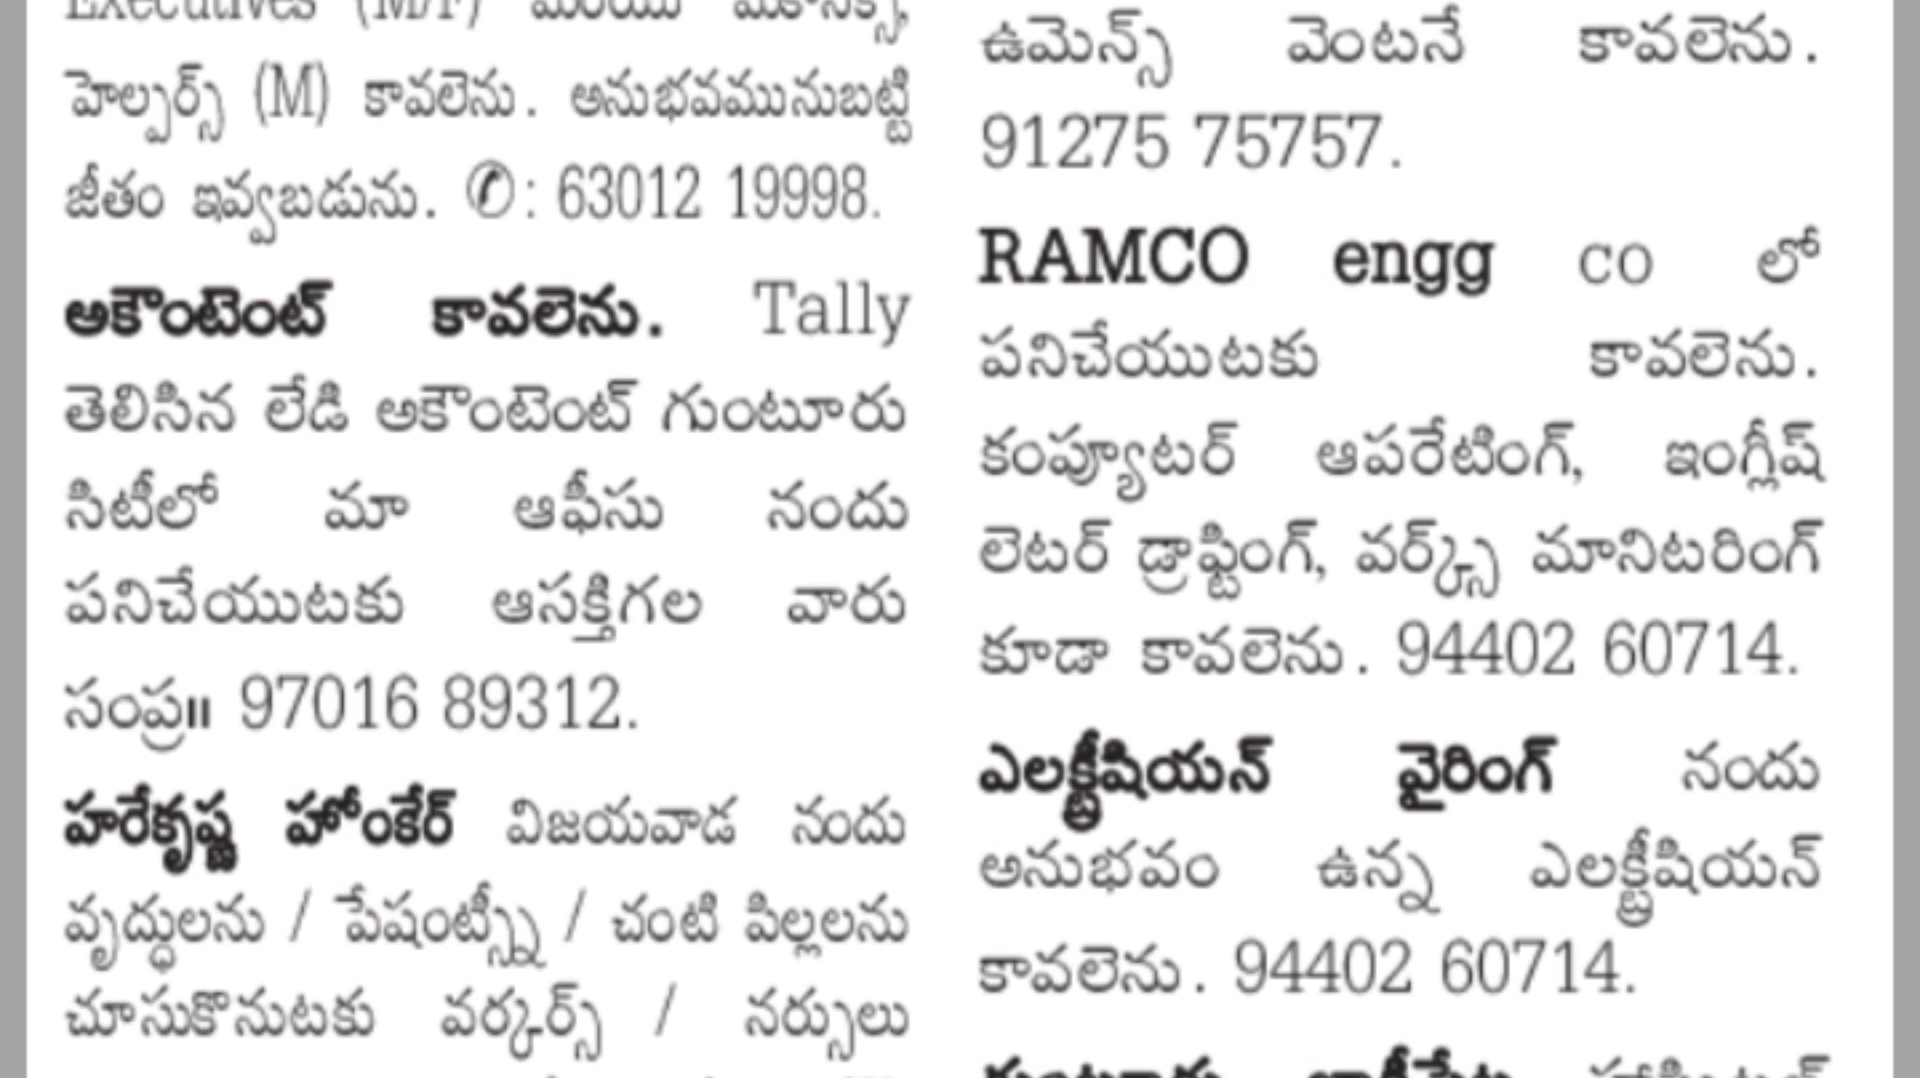 Executives (M/F) మరియు మెకానిక్స్,
హెల్పర్స్ (M) కావలెను. అనుభవమునుబట్టి
జీతం ఇవ్వబడును. ✆: 63012 19998.
అకౌంటెంట్ కావలెను. Tally
తెలిసిన లేడి అకౌంటెంట్ గుంటూరు
సిటీలో మా ఆఫీసు నందు
పనిచేయుటకు ఆసక్తిగల వారు
సంప్ర॥ 97016 89312.
హరేకృష్ణ హోంకేర్ విజయవాడ నందు
వృద్ధులను / పేషంట్స్ని / చంటి పిల్లలను
చూసుకొనుటకు వర్కర్స్ / నర్సులు
ఉమెన్స్ వెంటనే కావలెను.
91275 75757.
RAMCO engg co లో
పనిచేయుటకు కావలెను.
కంప్యూటర్ ఆపరేటింగ్, ఇంగ్లీష్
లెటర్ డ్రాఫ్టింగ్, వర్క్స్ మానిటరింగ్
కూడా కావలెను. 94402 60714.
ఎలక్ట్రీషియన్ వైరింగ్ నందు
అనుభవం ఉన్న ఎలక్ట్రీషియన్
కావలెను. 94402 60714.